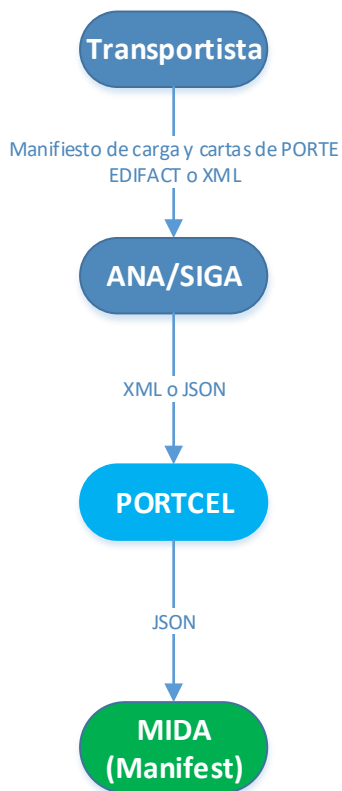 Transportista
Manifiesto de carga y cartas de PORTE
EDIFACT o XML
ANA/SIGA
XML o JSON
PORTCEL
JSON
MIDA
(Manifest)